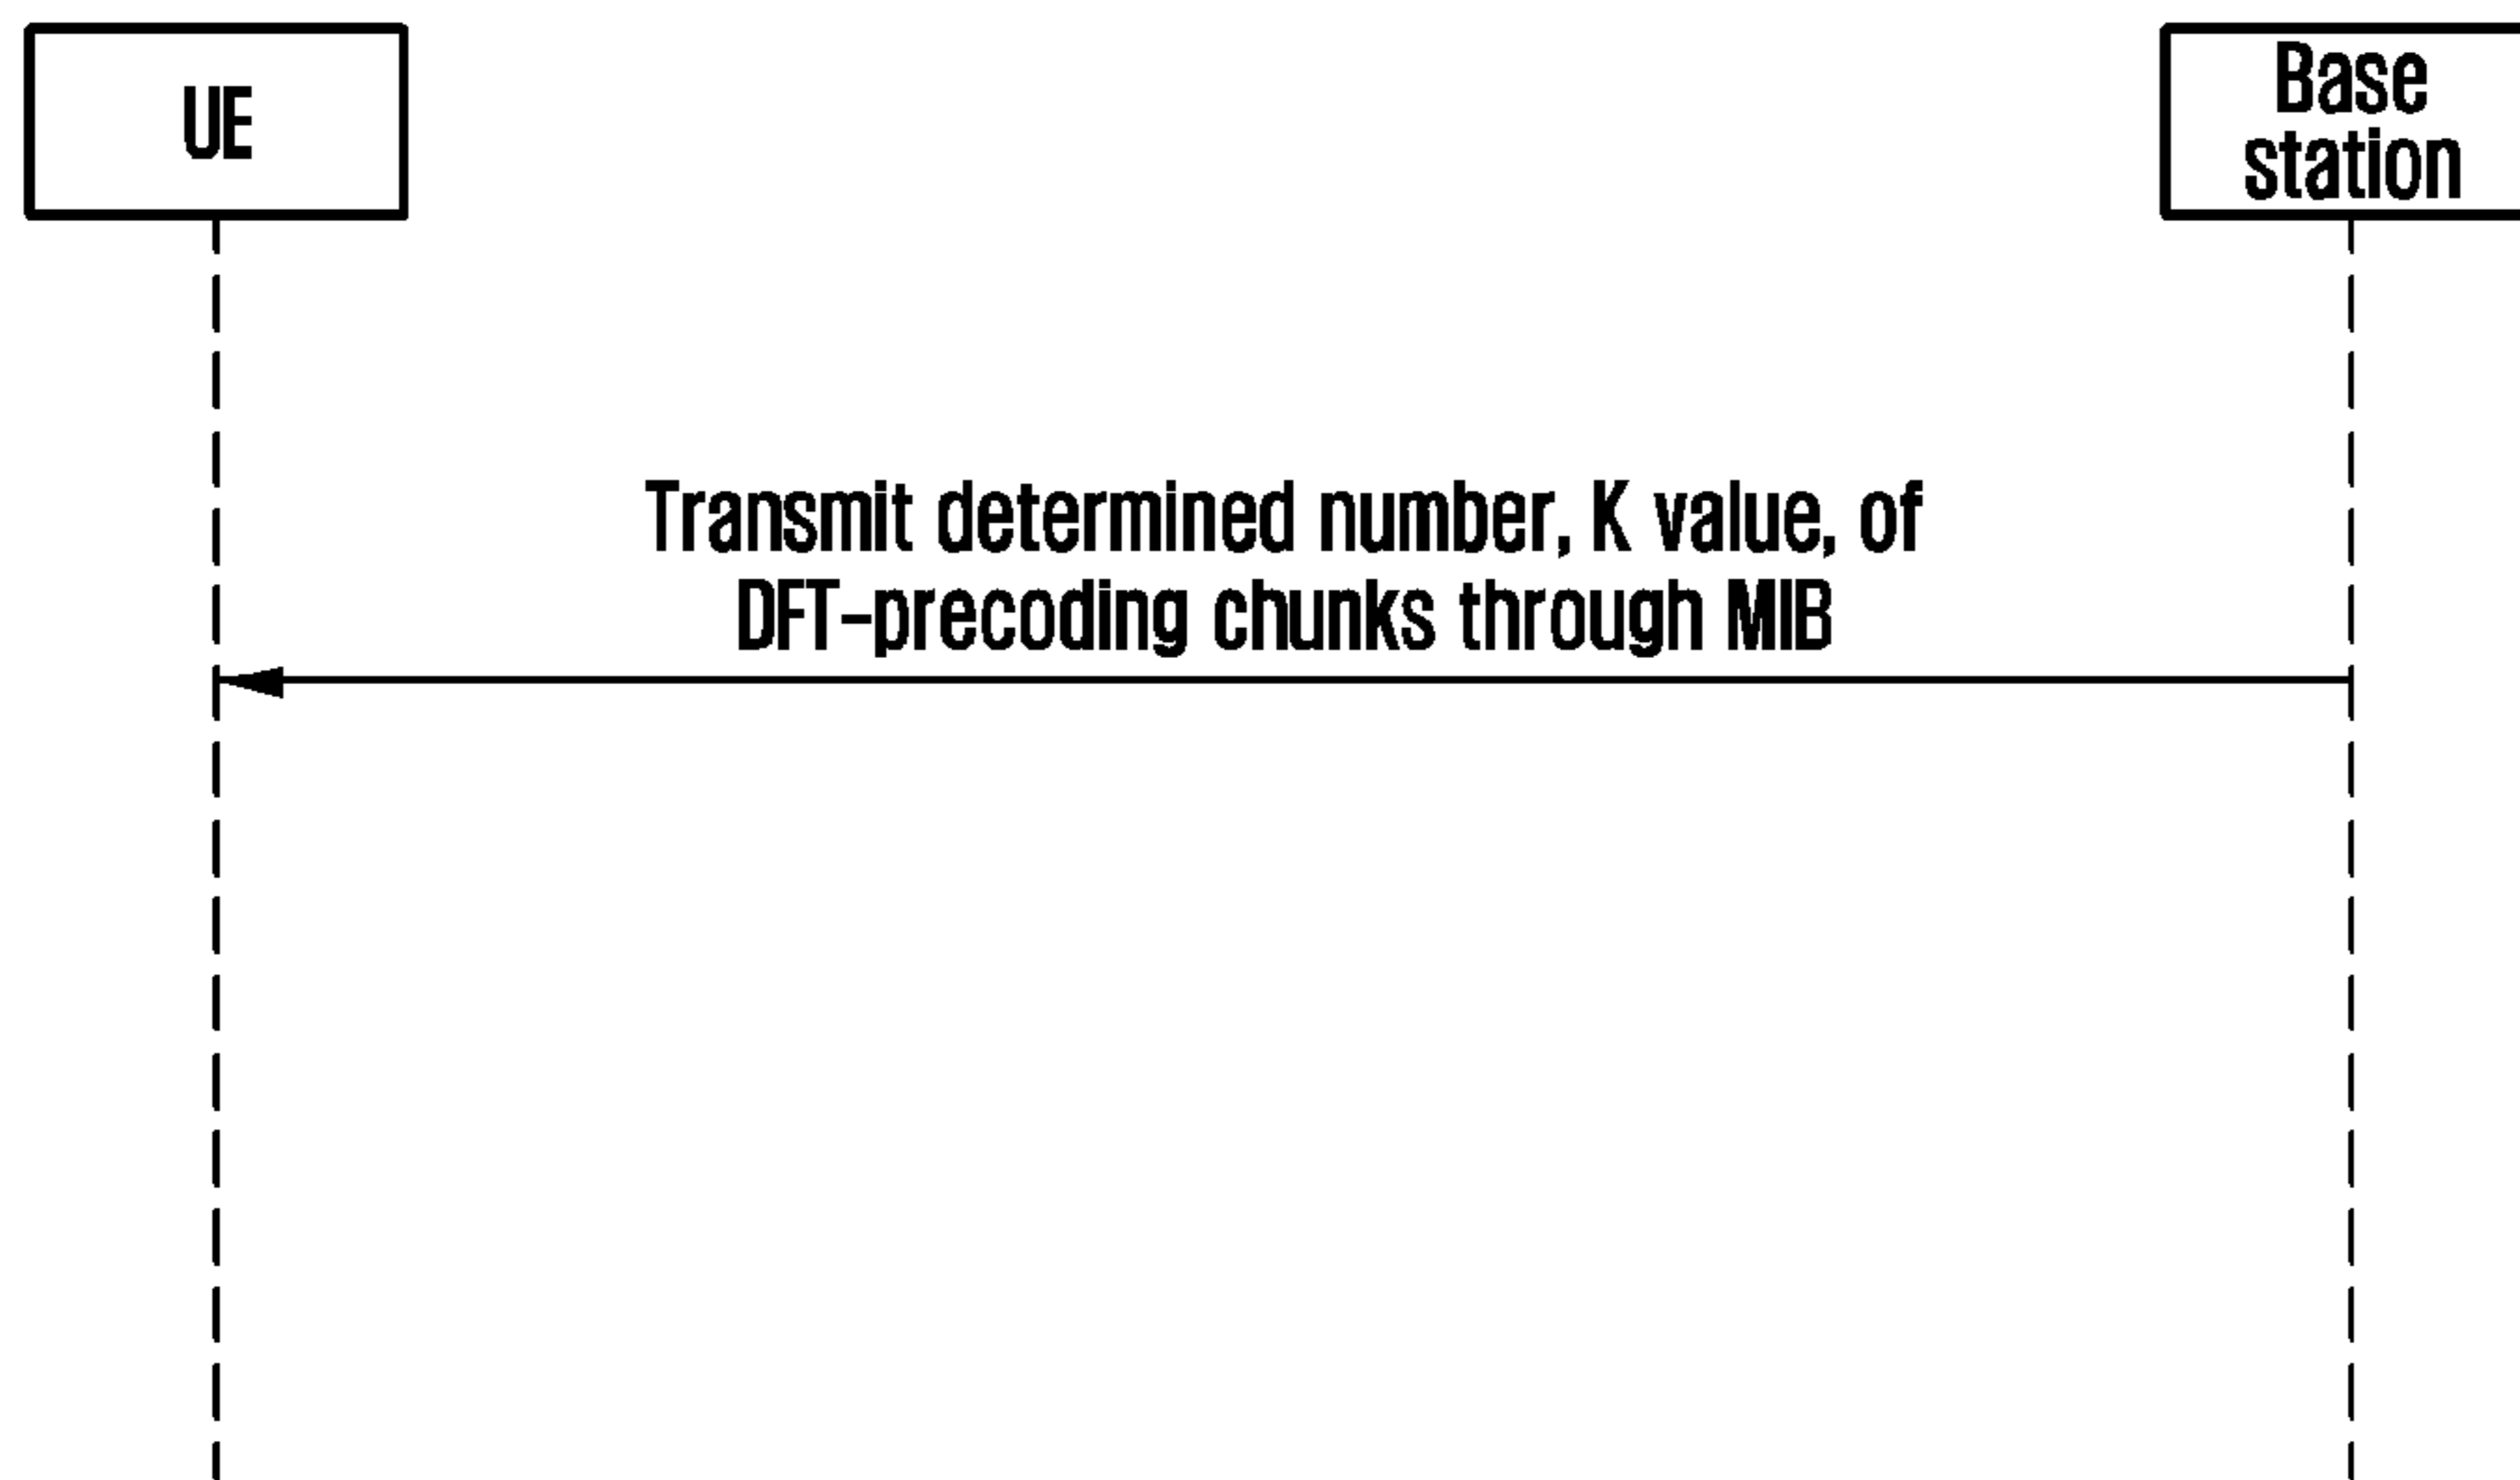 UE
Base
station
Transmit determined number, K value, of
DFT-precoding chunks through MIB